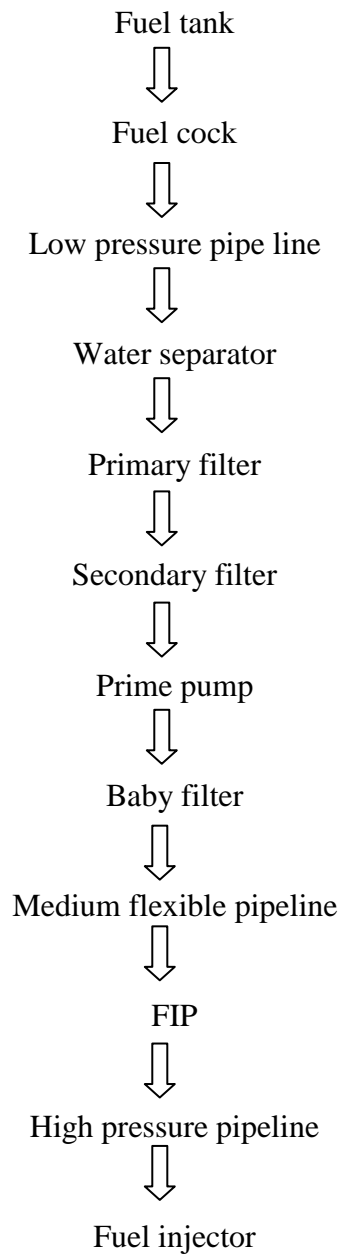 Fuel tank
Fuel cock
Low pressure pipe line
Water separator
Primary filter
Secondary filter
Prime pump
Baby filter
Medium flexible pipeline
FIP
High pressure pipeline
Fuel injector